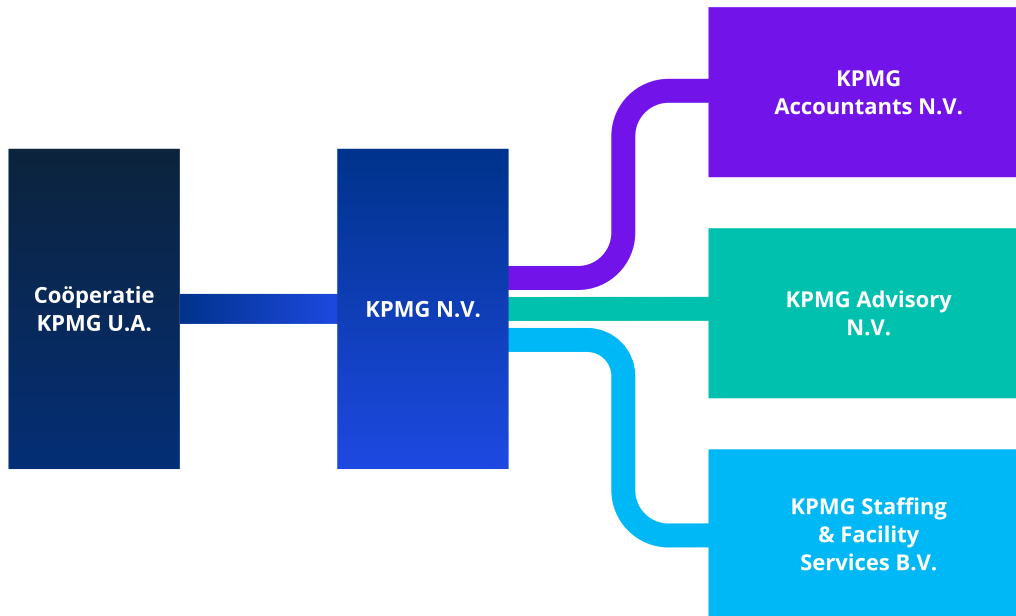 Coöperatie
KPMG U.A.
KPMG N.V.
KPMG
Accountants N.V.
KPMG Advisory
N.V.
KPMG Staffing
& Facility
Services B.V.